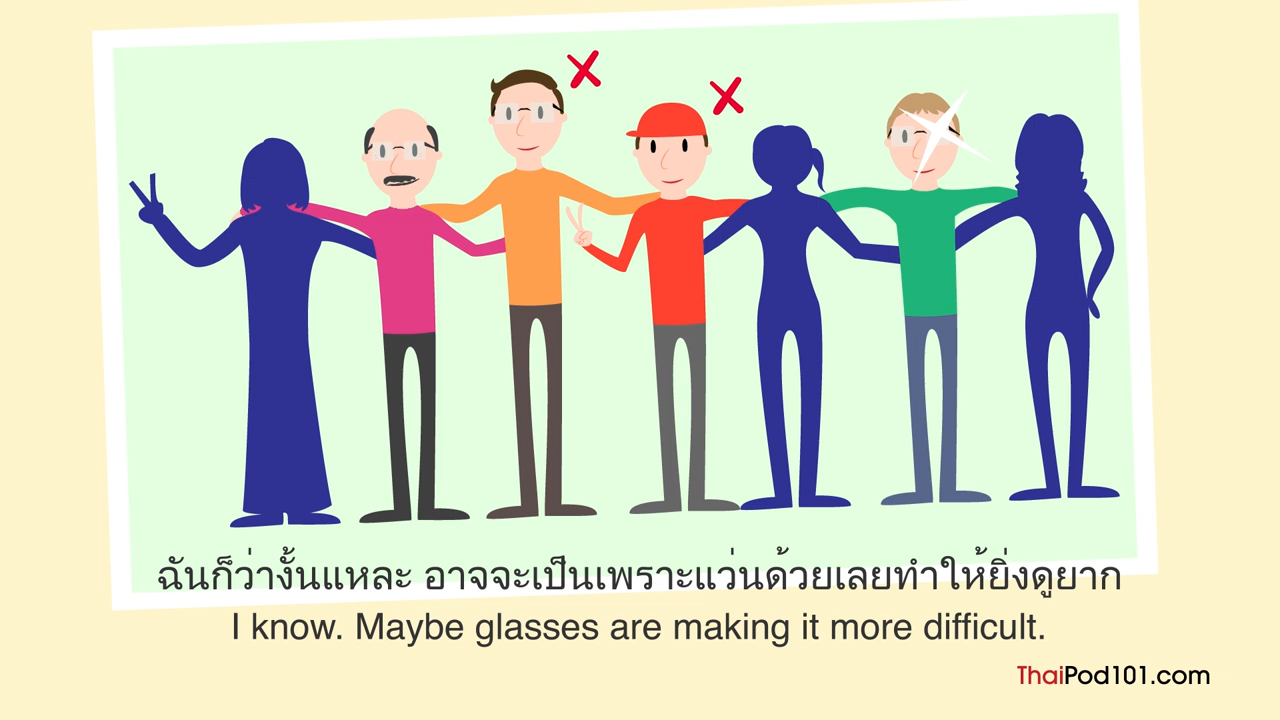 ฉันก็ว่างั้นแหละ อาจจะเป็นเพราะแว่นด้วยเลยทำให้ยิ่งดูยาก
I know. Maybe glasses are making it more difficult.
ThaiPod101.com